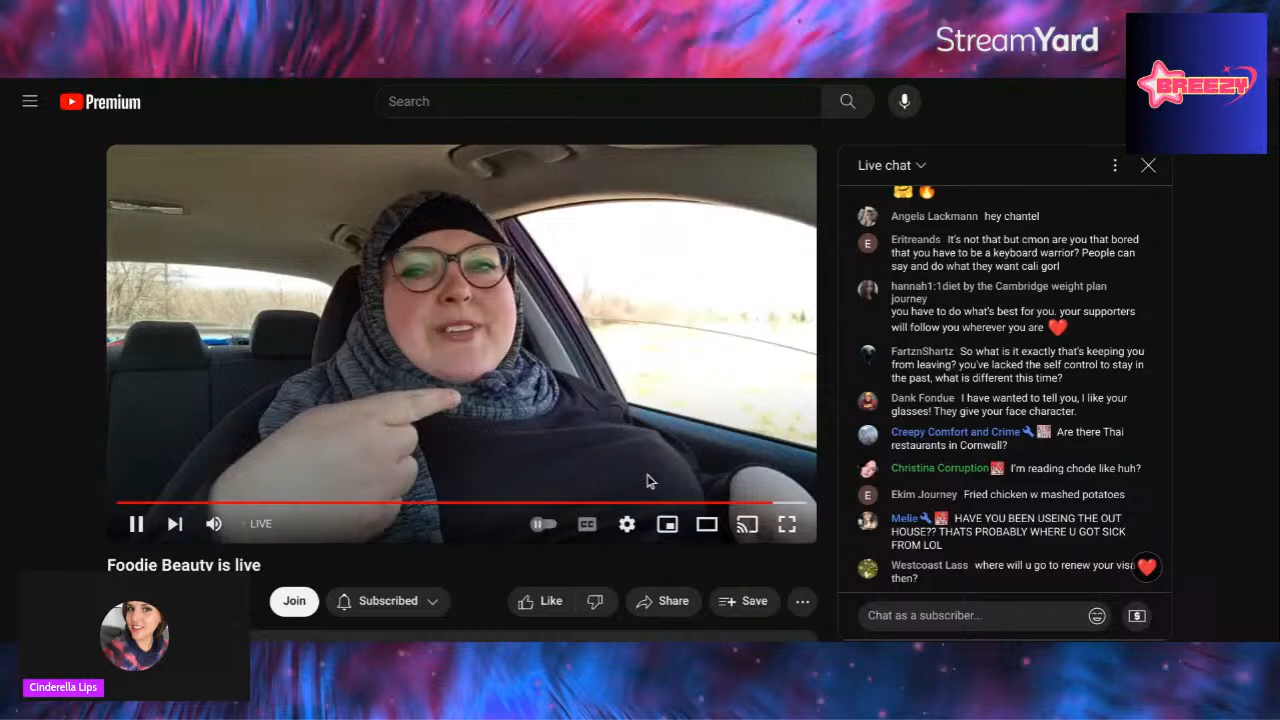 StreamYard
BREEZY
Premium
Search
Live chat
Angela Lackmann hey chantel
Eritreands It's not that but cmon are you that bored
that you have to be a keyboard warrior? People can
say and do what they want cali gorl
hannah1:1diet by the Cambridge weight plan
journey
you have to do what's best for you. your supporters
will follow you wherever you are
FartznShartz So what is it exactly that's keeping you
from leaving? you've lacked the self control to stay in
the past, what is different this time?
Dank Fondue I have wanted to tell you, I like your
glasses! They give your face character.
Creepy Comfort and Crime Are there Thai
restaurants in Cornwall?
Christina Corruption I'm reading chode like huh?
E Ekim Journey Fried chicken w mashed potatoes
Melle HAVE YOU BEEN USEING THE OUT
HOUSE?? THATS PROBABLY WHERE U GOT SICK
FROM LOL
Westcoast Lass where will u go to renew your visa
then?
Chat as a subscriber...
LIVE
CC
Foodie Beauty is live
Join
Subscribed
Like
Share
Save
Cinderella Lips